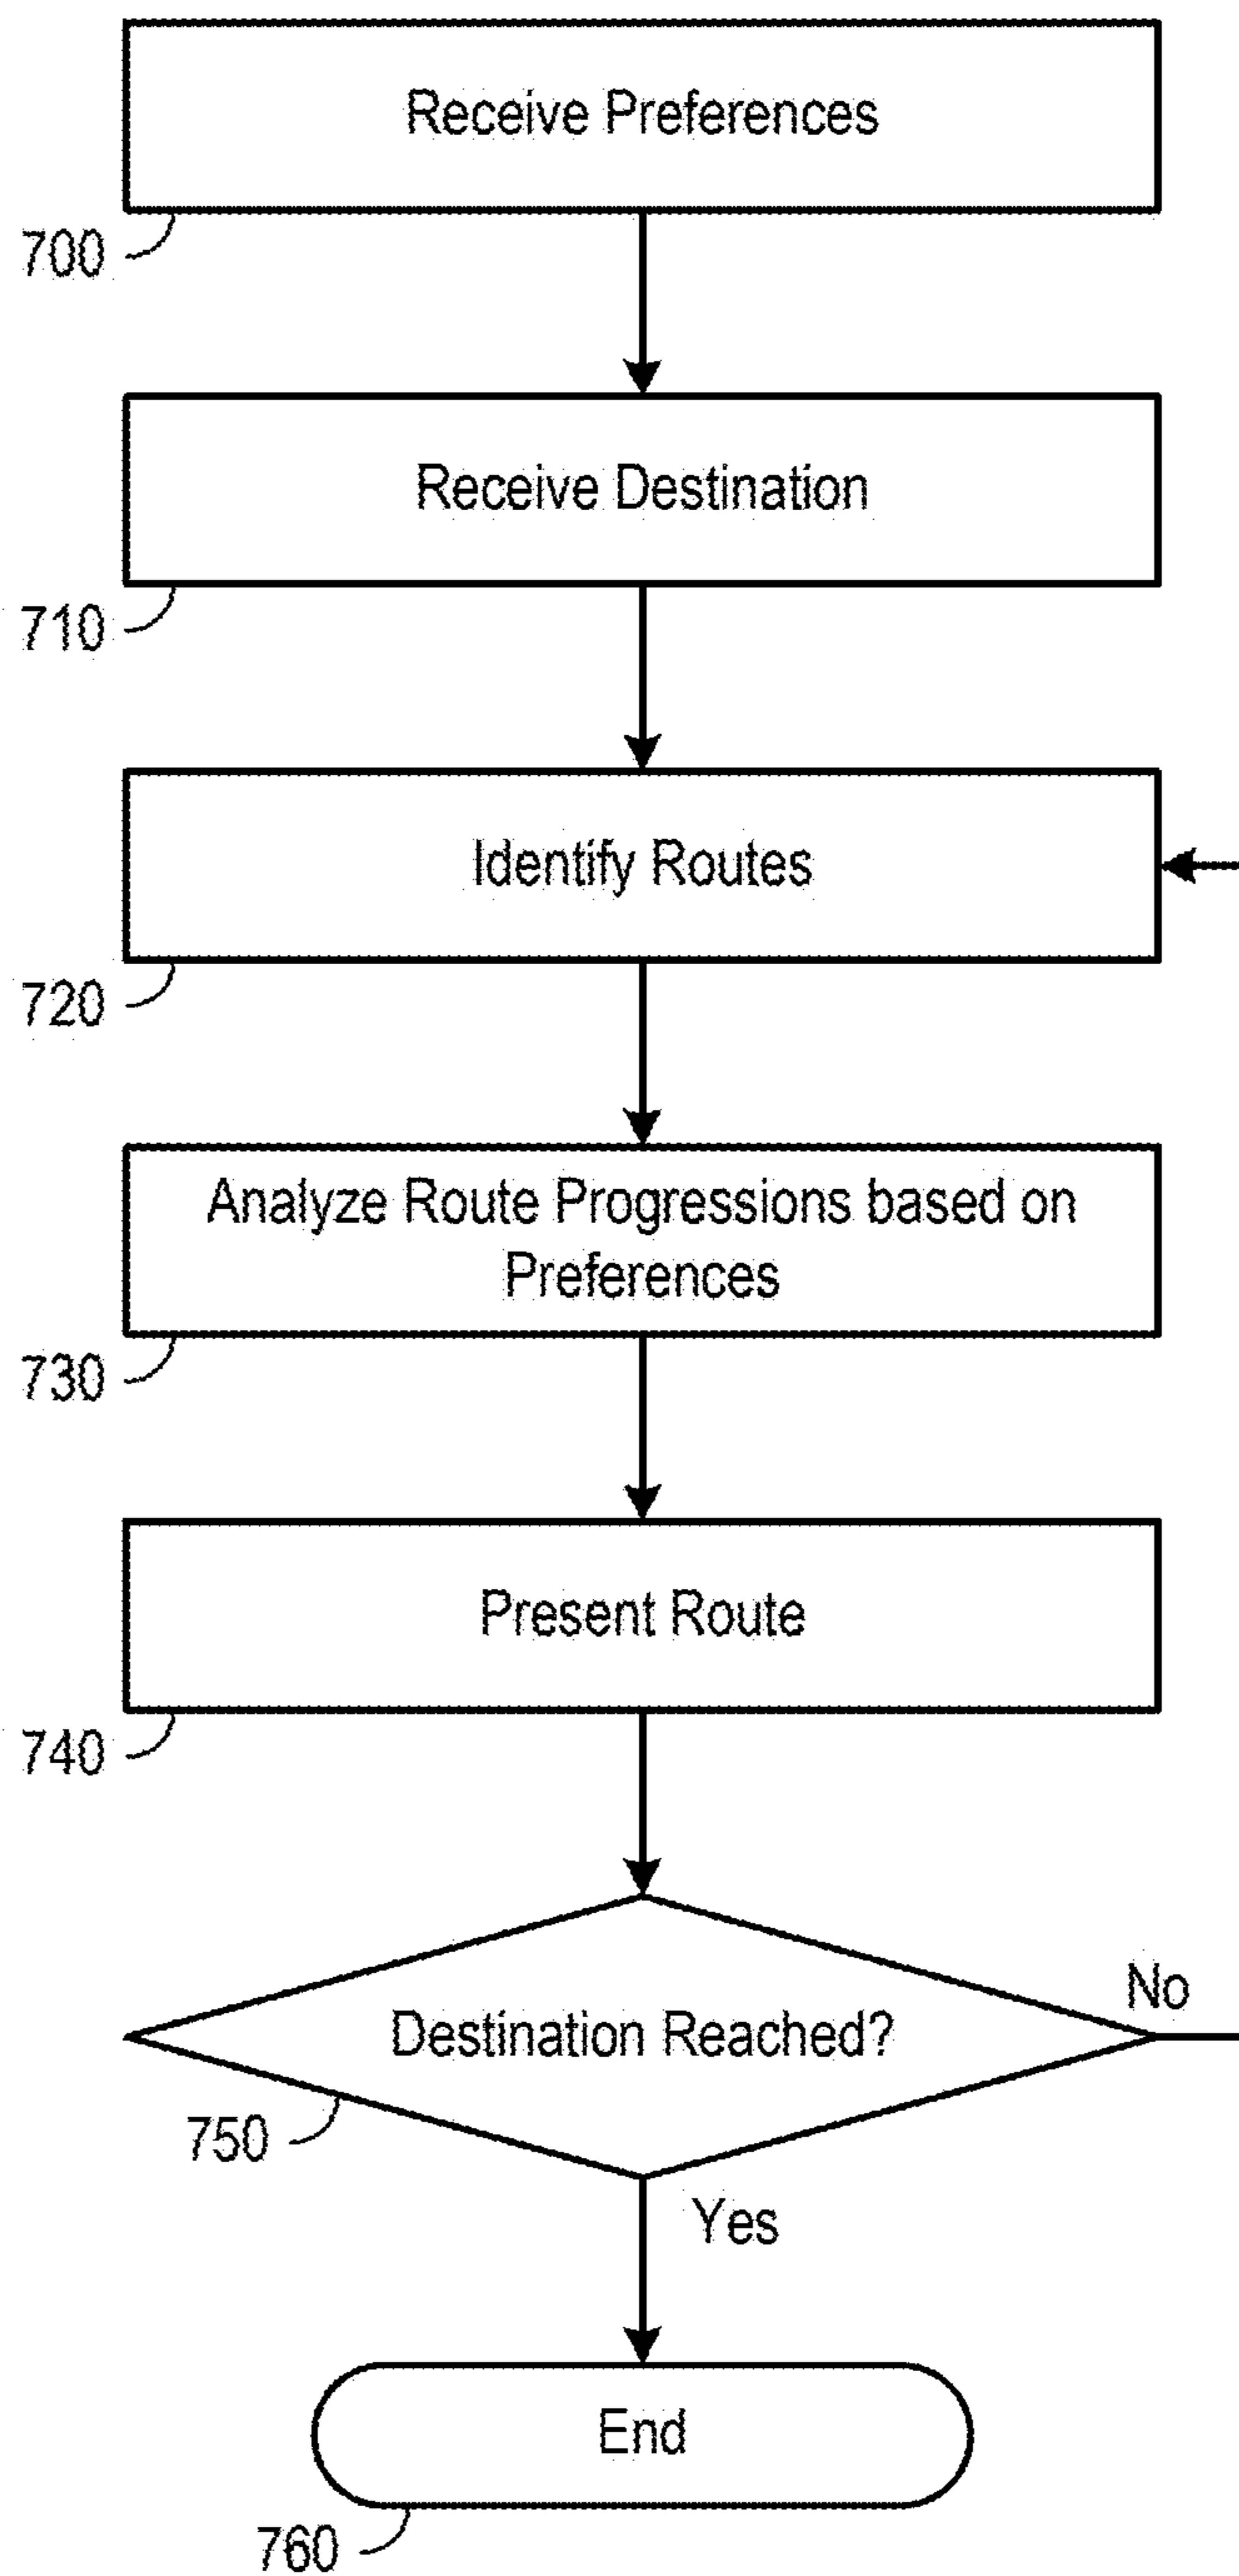 Receive Preferences
700
Receive Destination
710
Identify Routes
720
Analyze Route Progressions based on
Preferences
730
Present Route
740
No
Destination Reached?
750
Yes
End
760